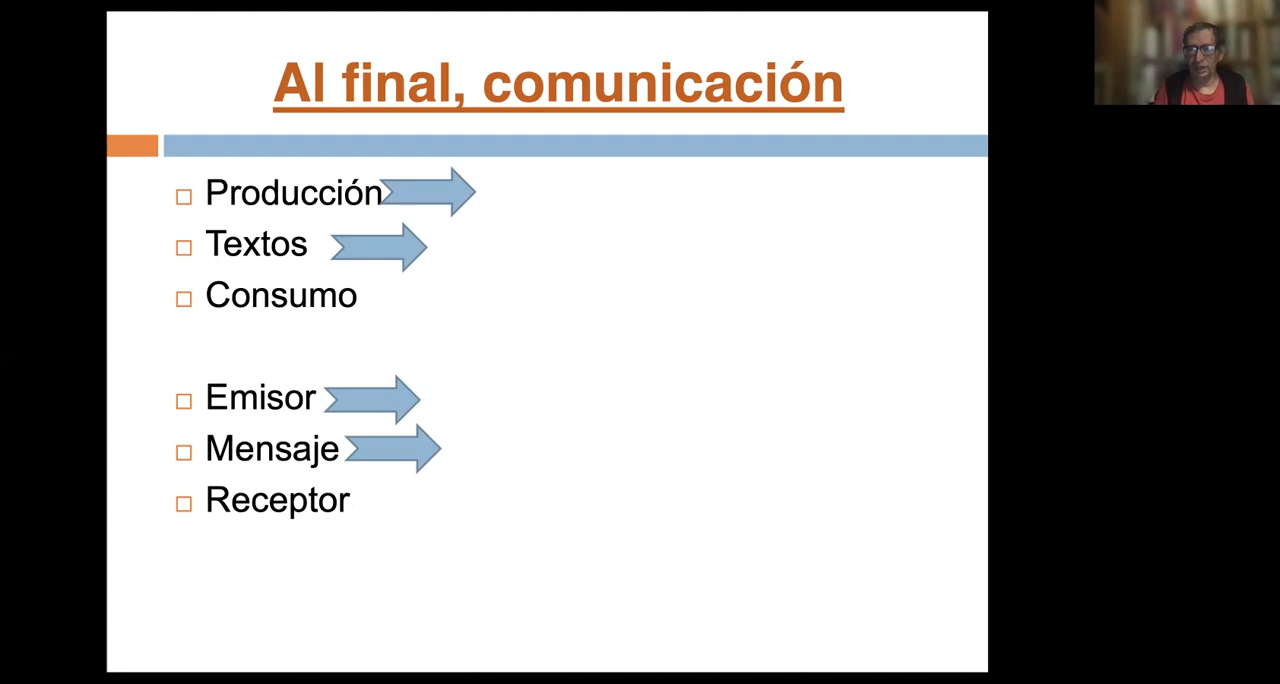 Al final, comunicación
Producción
Textos
Consumo
Emisor
Mensaje
Receptor